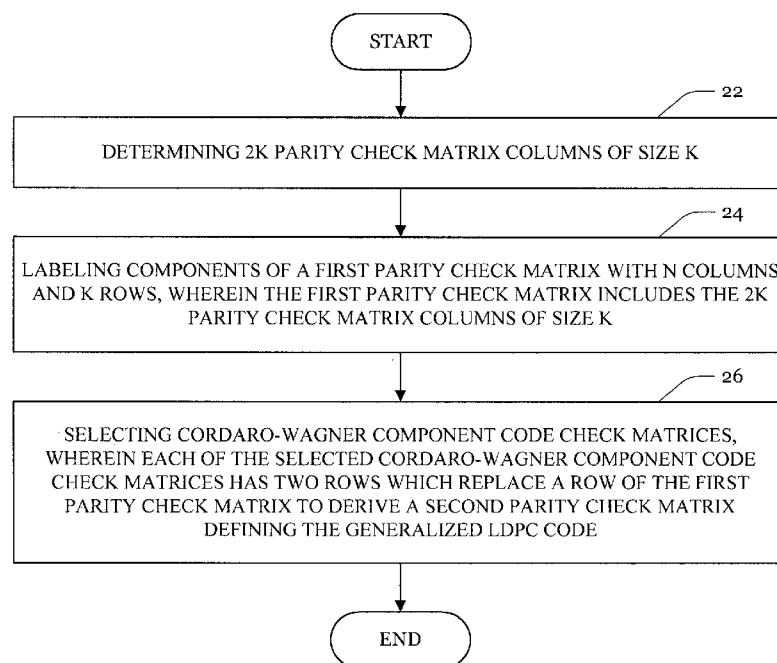 START
22
DETERMINING 2K PARITY CHECK MATRIX COLUMNS OF SIZE K
24
LABELING COMPONENTS OF A FIRST PARITY CHECK MATRIX WITH N COLUMNS
AND K ROWS, WHEREIN THE FIRST PARITY CHECK MATRIX INCLUDES THE 2K
PARITY CHECK MATRIX COLUMNS OF SIZE K
26
SELECTING CORDARO-WAGNER COMPONENT CODE CHECK MATRICES,
WHEREIN EACH OF THE SELECTED CORDARO-WAGNER COMPONENT CODE
CHECK MATRICES HAS TWO ROWS WHICH REPLACE A ROW OF THE FIRST
PARITY CHECK MATRIX TO DERIVE A SECOND PARITY CHECK MATRIX
DEFINING THE GENERALIZED LDPC CODE
END